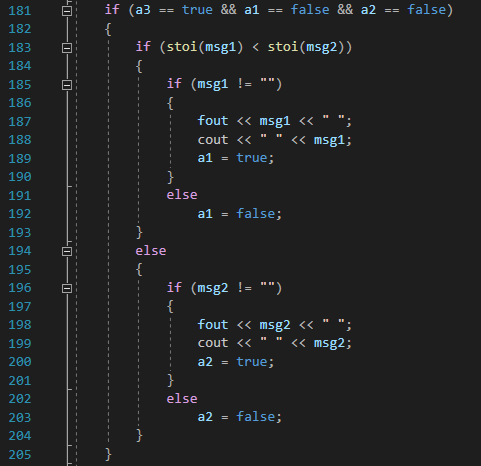 181 if (a3 == true && a1 == false && a2 == false)
182 {
183 if (stoi(msg1) < stoi(msg2))
184 {
185 if (msg1 != "")
186 {
187 fout << msg1 << " ";
188 cout << " " << msg1;
189 a1 = true;
190 }
191 else
192 a1 = false;
193 }
194 else
195 {
196 if (msg2 != "")
197 {
198 fout << msg2 << " ";
199 cout << " " << msg2;
200 a2 = true;
201 }
202 else
203 a2 = false;
204 }
205 }